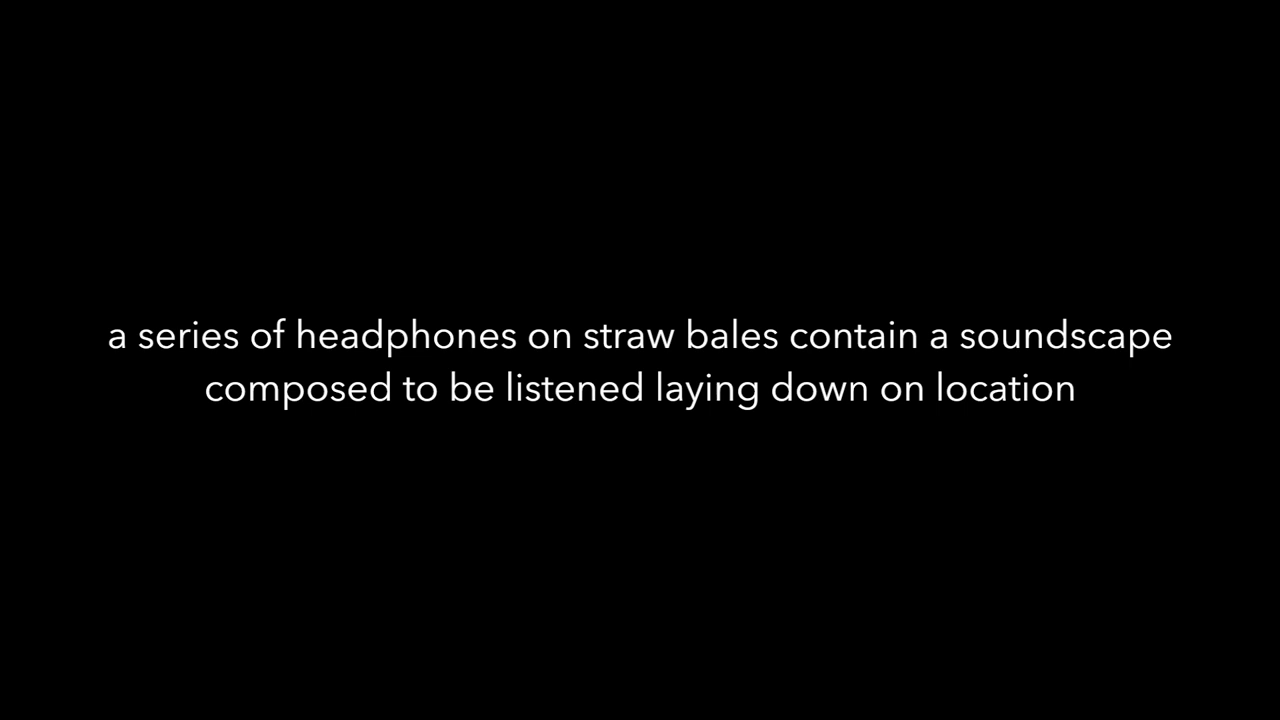 a series of headphones on straw bales contain a soundscape
composed to be listened laying down on location